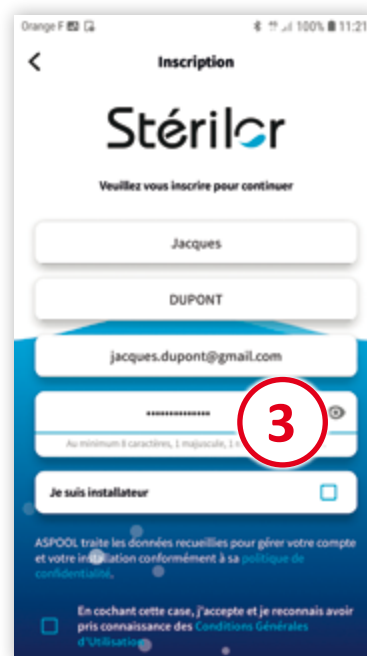 Orange F 100% 11:21
Inscription
Stérilor
Veuillez vous inscrire pour continuer
Jacques
DUPONT
jacques.dupont@gmail.com
••••••••••••••
3
Au minimum 8 caractères, 1 majuscule, 1
Je suis installateur
ASPOOL traite les données recueillies pour gérer votre compte
et votre installation conformément à sa politique de
confidentialité.
En cochant cette case, j'accepte et je reconnais avoir
pris connaissance des Conditions Générales
d'Utilisation